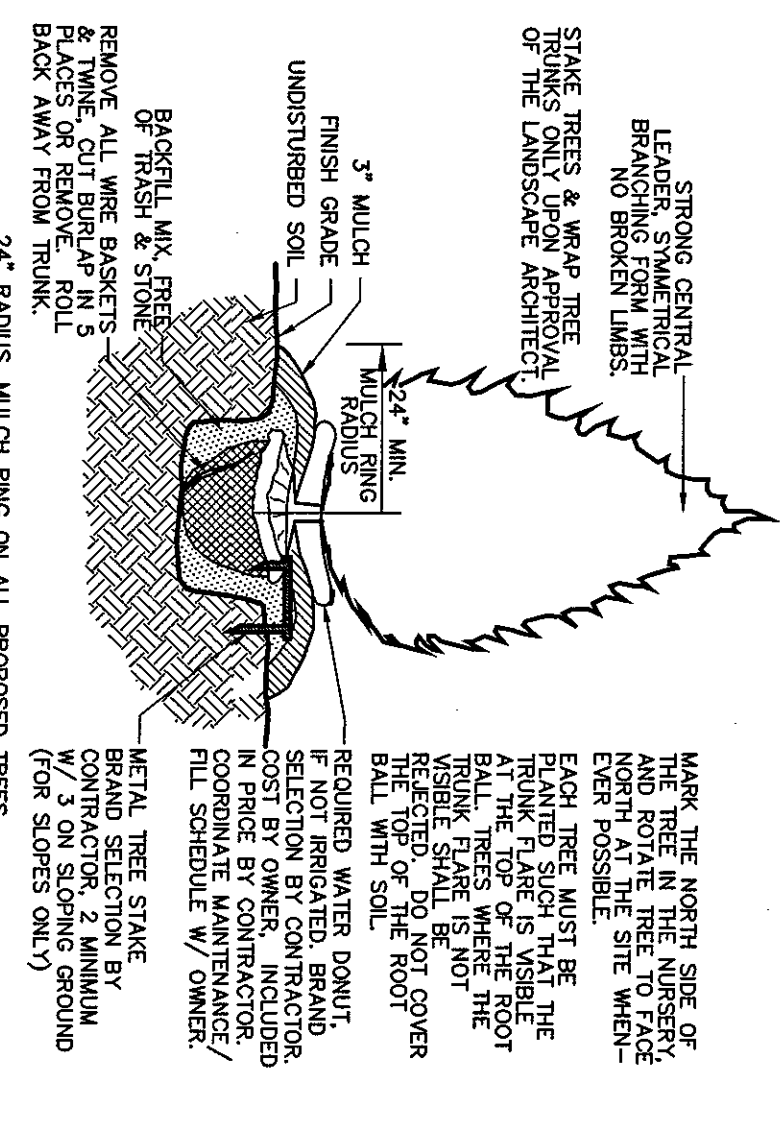 STRONG CENTRAL
LEADER, SYMMETRICAL
BRANCHING FORM WITH
NO BROKEN LIMBS.
STAKE TREES & WRAP TREE
TRUNKS ONLY UPON APPROVAL
OF THE LANDSCAPE ARCHITECT.
24" MIN.
MULCH RING
RADIUS
3" MULCH
FINISH GRADE
UNDISTURBED SOIL
BACKFILL MIX, FREE
OF TRASH & STONE
REMOVE ALL WIRE BASKETS
& TWINE, CUT BURLAP IN 5
PLACES OR REMOVE. ROLL
BACK AWAY FROM TRUNK.
MARK THE NORTH SIDE OF
THE TREE IN THE NURSERY,
AND ROTATE TREE TO FACE
NORTH AT THE SITE WHEN-
EVER POSSIBLE.
EACH TREE MUST BE
PLANTED SUCH THAT THE
TRUNK FLARE IS VISIBLE
AT THE TOP OF THE ROOT
BALL. TREES WHERE THE
TRUNK FLARE IS NOT
VISIBLE SHALL BE
REJECTED. DO NOT COVER
THE TOP OF THE ROOT
BALL WITH SOIL.
REQUIRED WATER DONUT,
IF NOT IRRIGATED. BRAND
SELECTION BY CONTRACTOR.
COST BY OWNER, INCLUDED
IN PRICE BY CONTRACTOR.
COORDINATE MAINTENANCE/
FILL SCHEDULE W/ OWNER.
METAL TREE STAKE
BRAND SELECTION BY
CONTRACTOR, 2 MINIMUM
W/ 3 ON SLOPING GROUND
(FOR SLOPES ONLY)
24" RADIUS MULCH RING ON ALL PROPOSED TREES